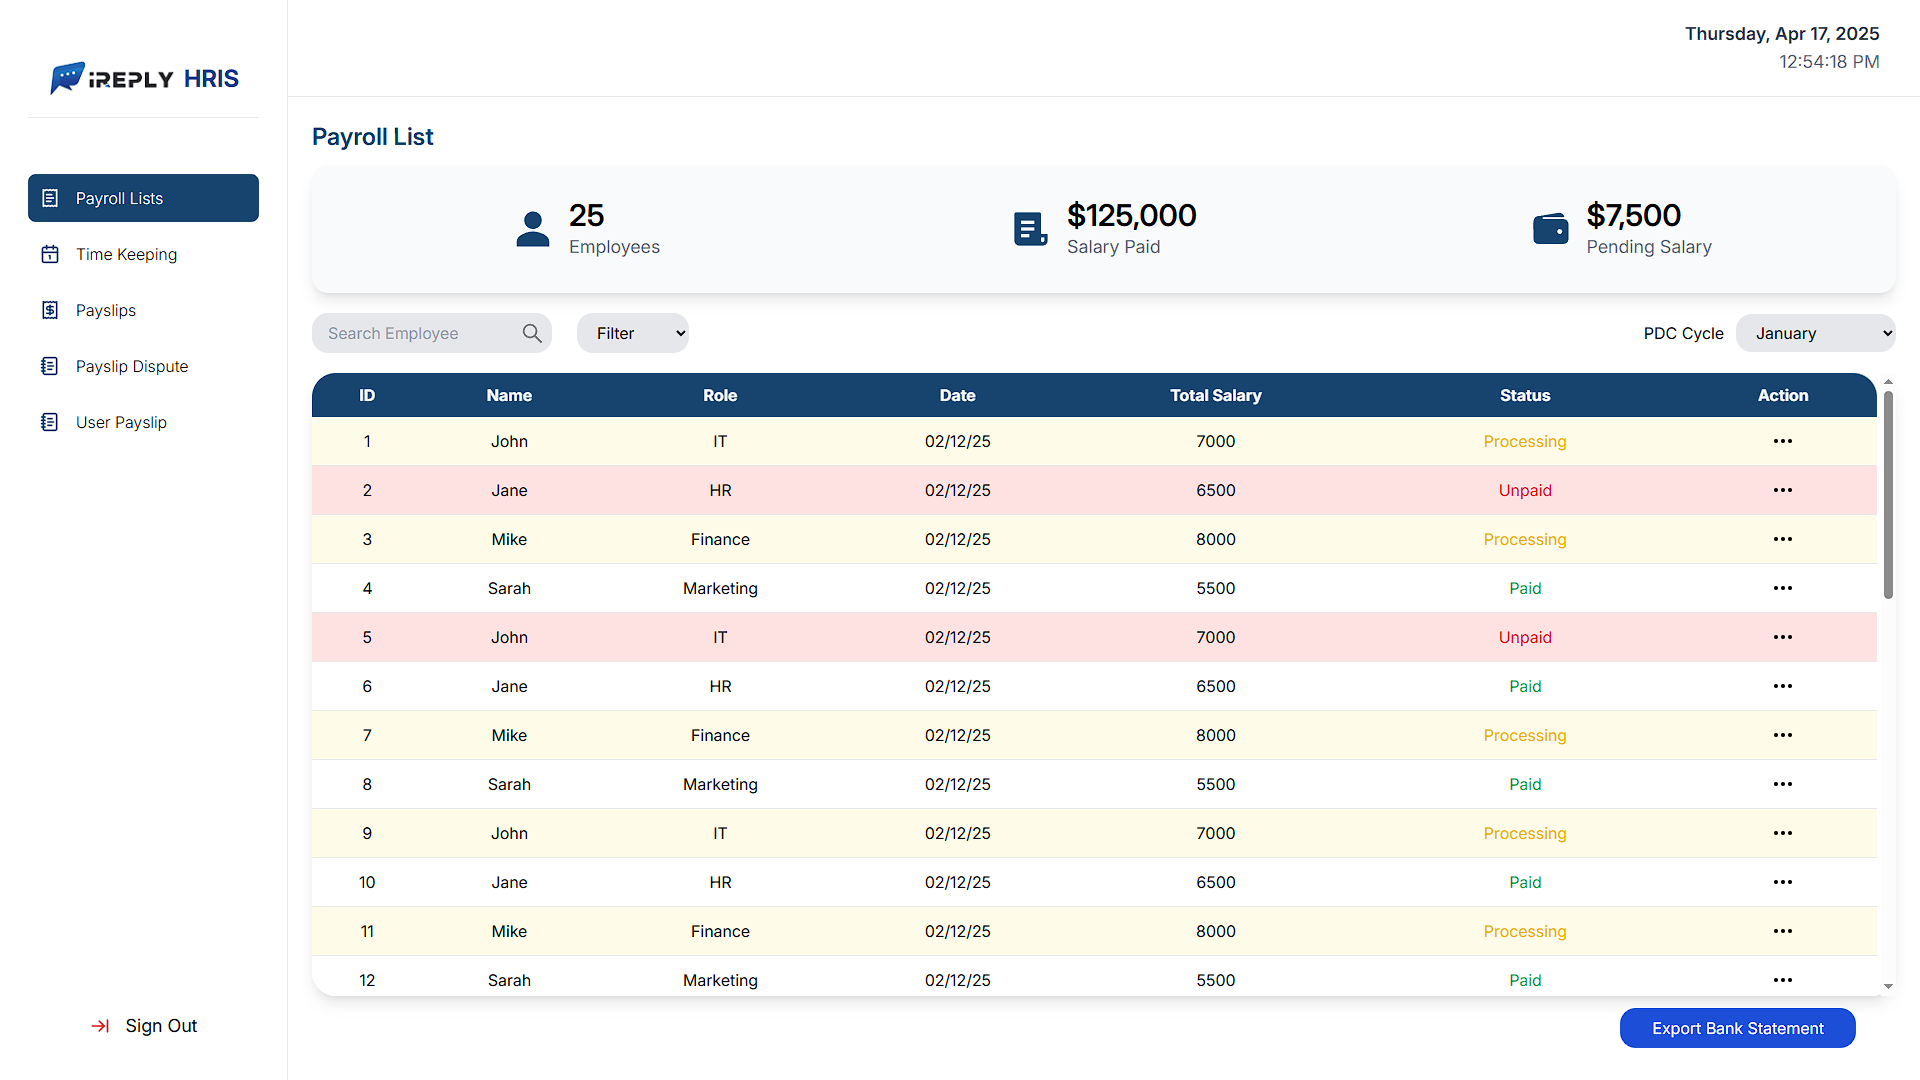 iREPLY HRIS
Thursday, Apr 17, 2025
12:54:18 PM
Payroll Lists
Time Keeping
Payslips
Payslip Dispute
User Payslip
Sign Out
Payroll List
25
Employees
$125,000
Salary Paid
$7,500
Pending Salary
Search Employee
Filter
PDC Cycle January
ID Name Role Date Total Salary Status Action
1 John IT 02/12/25 7000 Processing •••
2 Jane HR 02/12/25 6500 Unpaid •••
3 Mike Finance 02/12/25 8000 Processing •••
4 Sarah Marketing 02/12/25 5500 Paid •••
5 John IT 02/12/25 7000 Unpaid •••
6 Jane HR 02/12/25 6500 Paid •••
7 Mike Finance 02/12/25 8000 Processing •••
8 Sarah Marketing 02/12/25 5500 Paid •••
9 John IT 02/12/25 7000 Processing •••
10 Jane HR 02/12/25 6500 Paid •••
11 Mike Finance 02/12/25 8000 Processing •••
12 Sarah Marketing 02/12/25 5500 Paid •••
Export Bank Statement